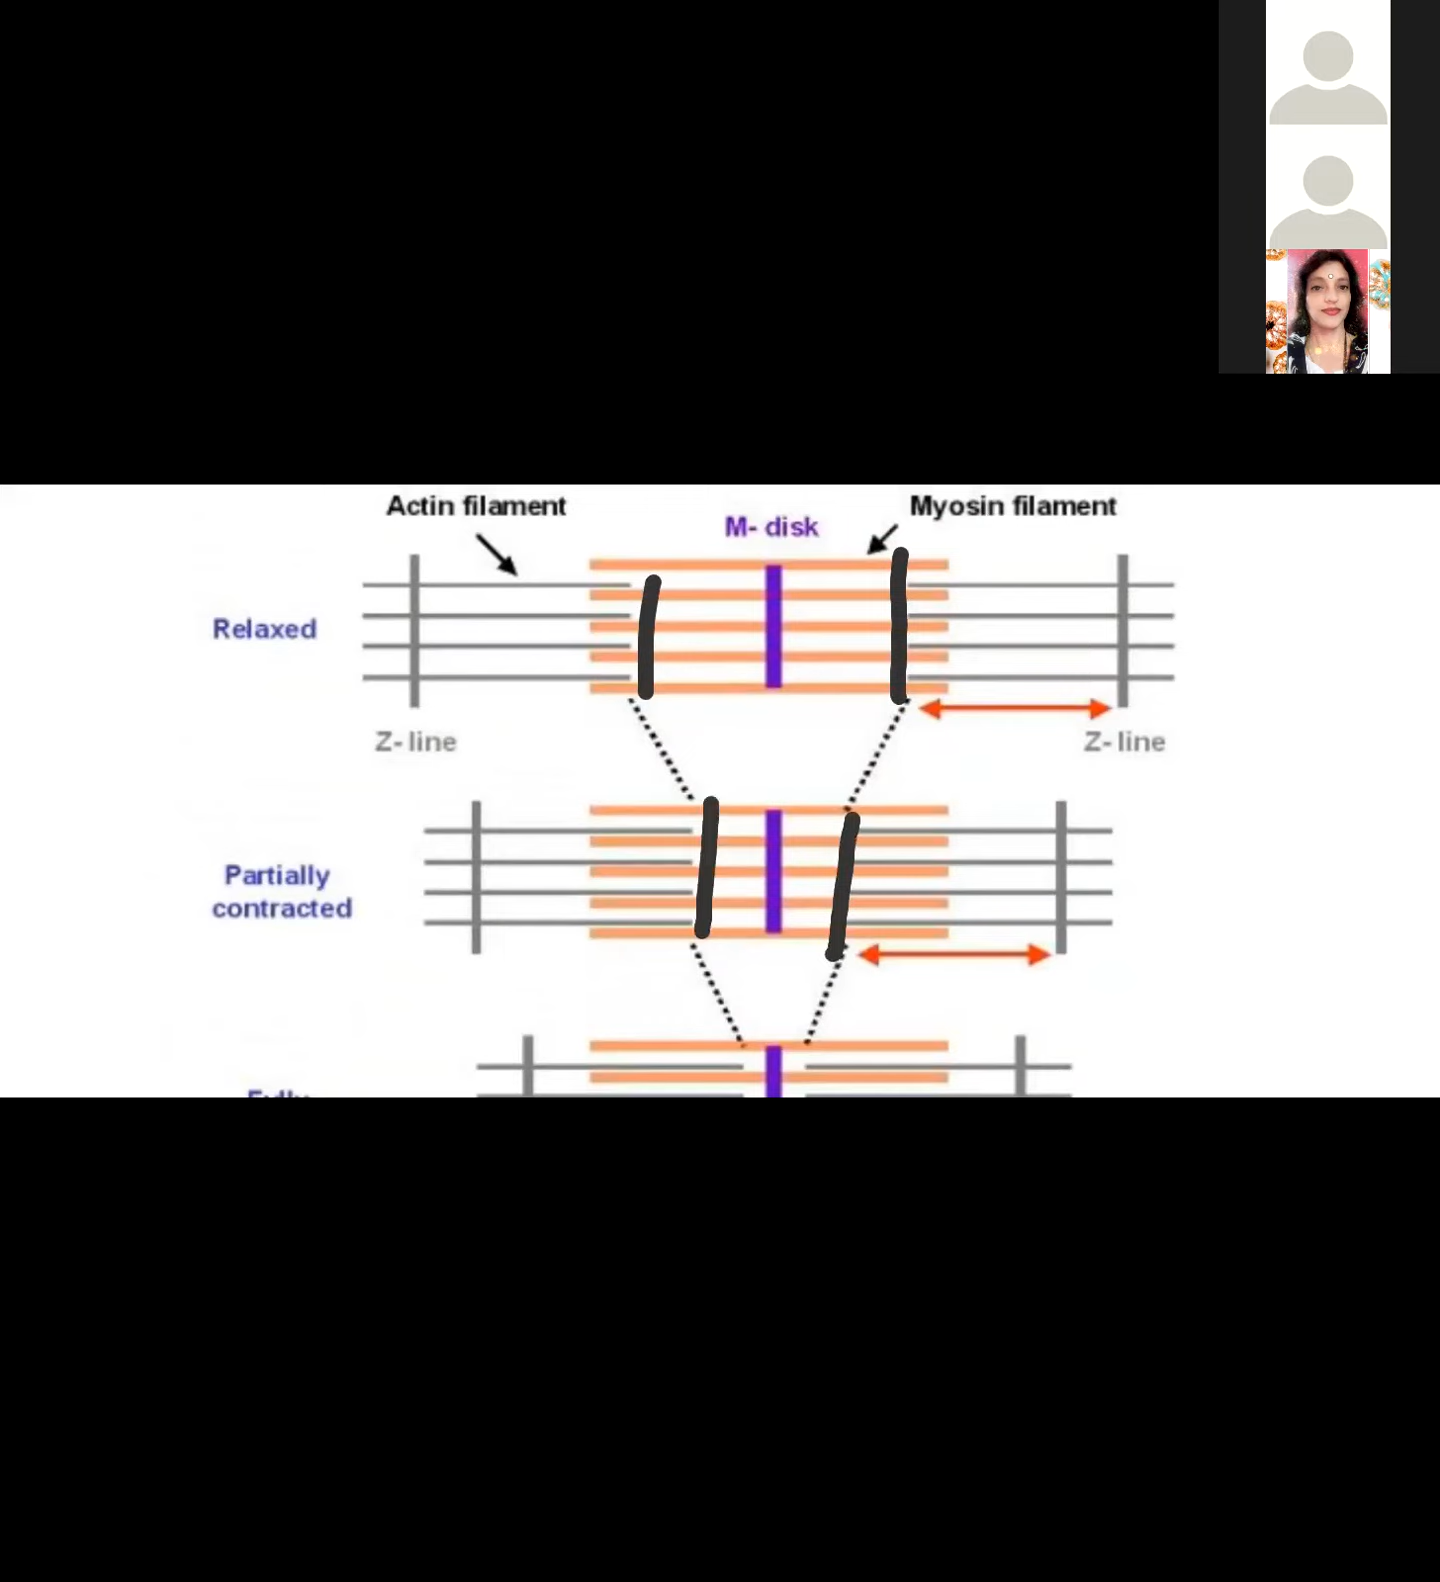 Actin filament
Myosin filament
M- disk
Relaxed
Z- line
Z- line
Partially
contracted